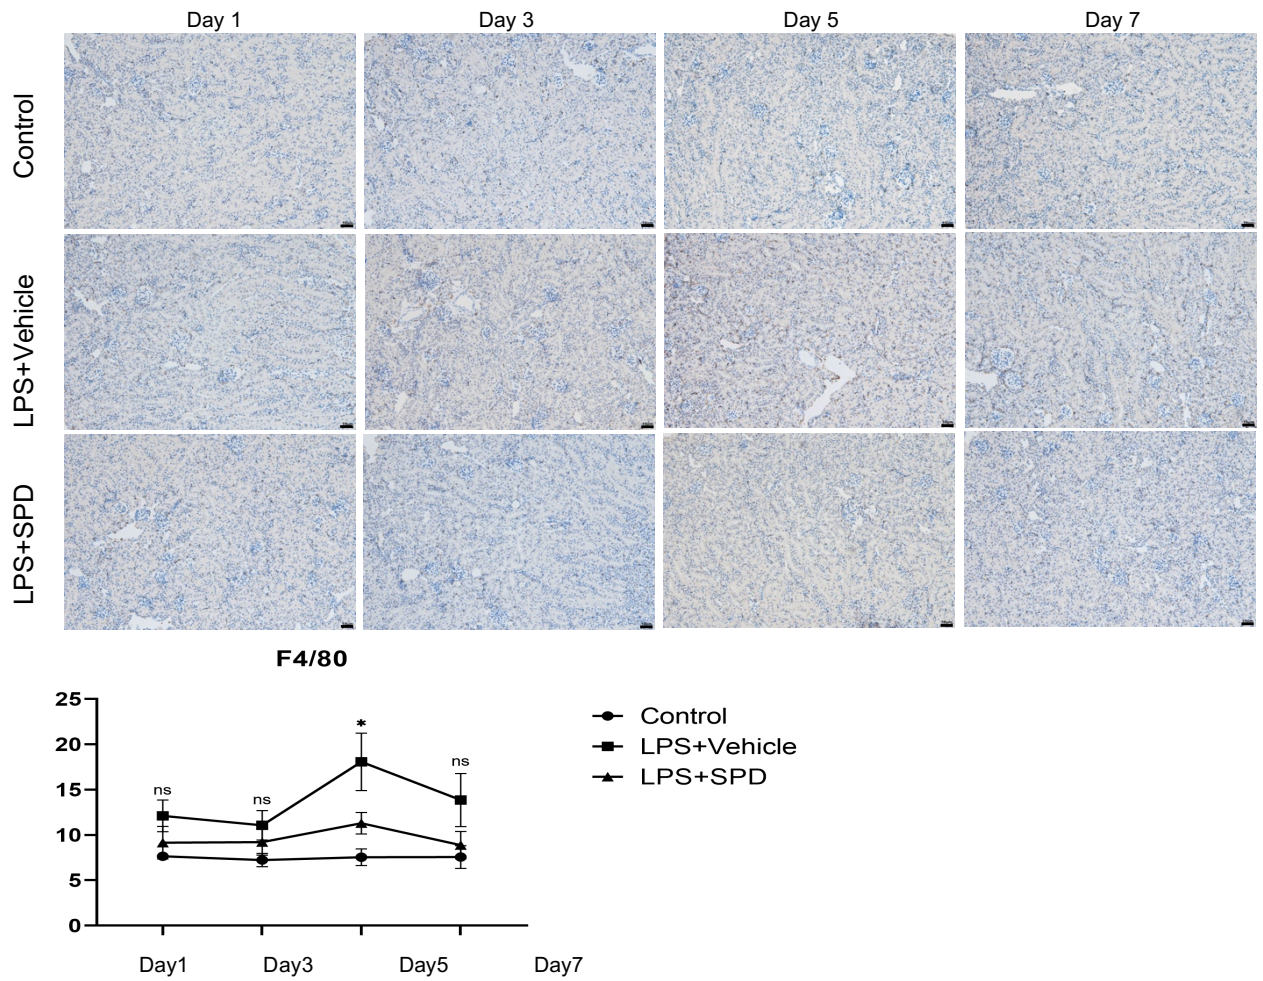 Day 1 Day 3 Day 5 Day 7
Control
LPS+Vehicle
LPS+SPD
F4/80
25
20
15
10
5
0
ns
ns
*
ns
Control
LPS+Vehicle
LPS+SPD
Day1 Day3 Day5 Day7